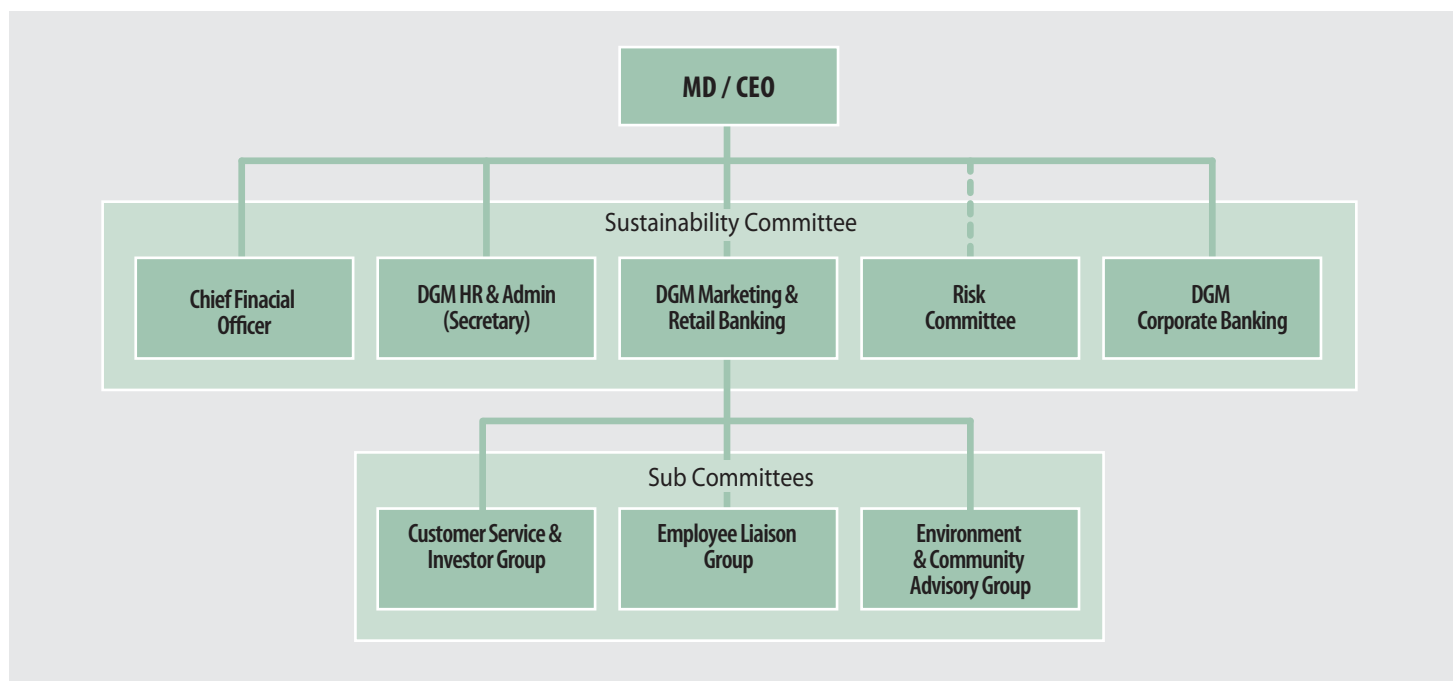 MD / CEO
Sustainability Committee
Chief Finacial
Officer
DGM HR & Admin
(Secretary)
DGM Marketing &
Retail Banking
Risk
Committee
DGM
Corporate Banking
Sub Committees
Customer Service &
Investor Group
Employee Liaison
Group
Environment
& Community
Advisory Group